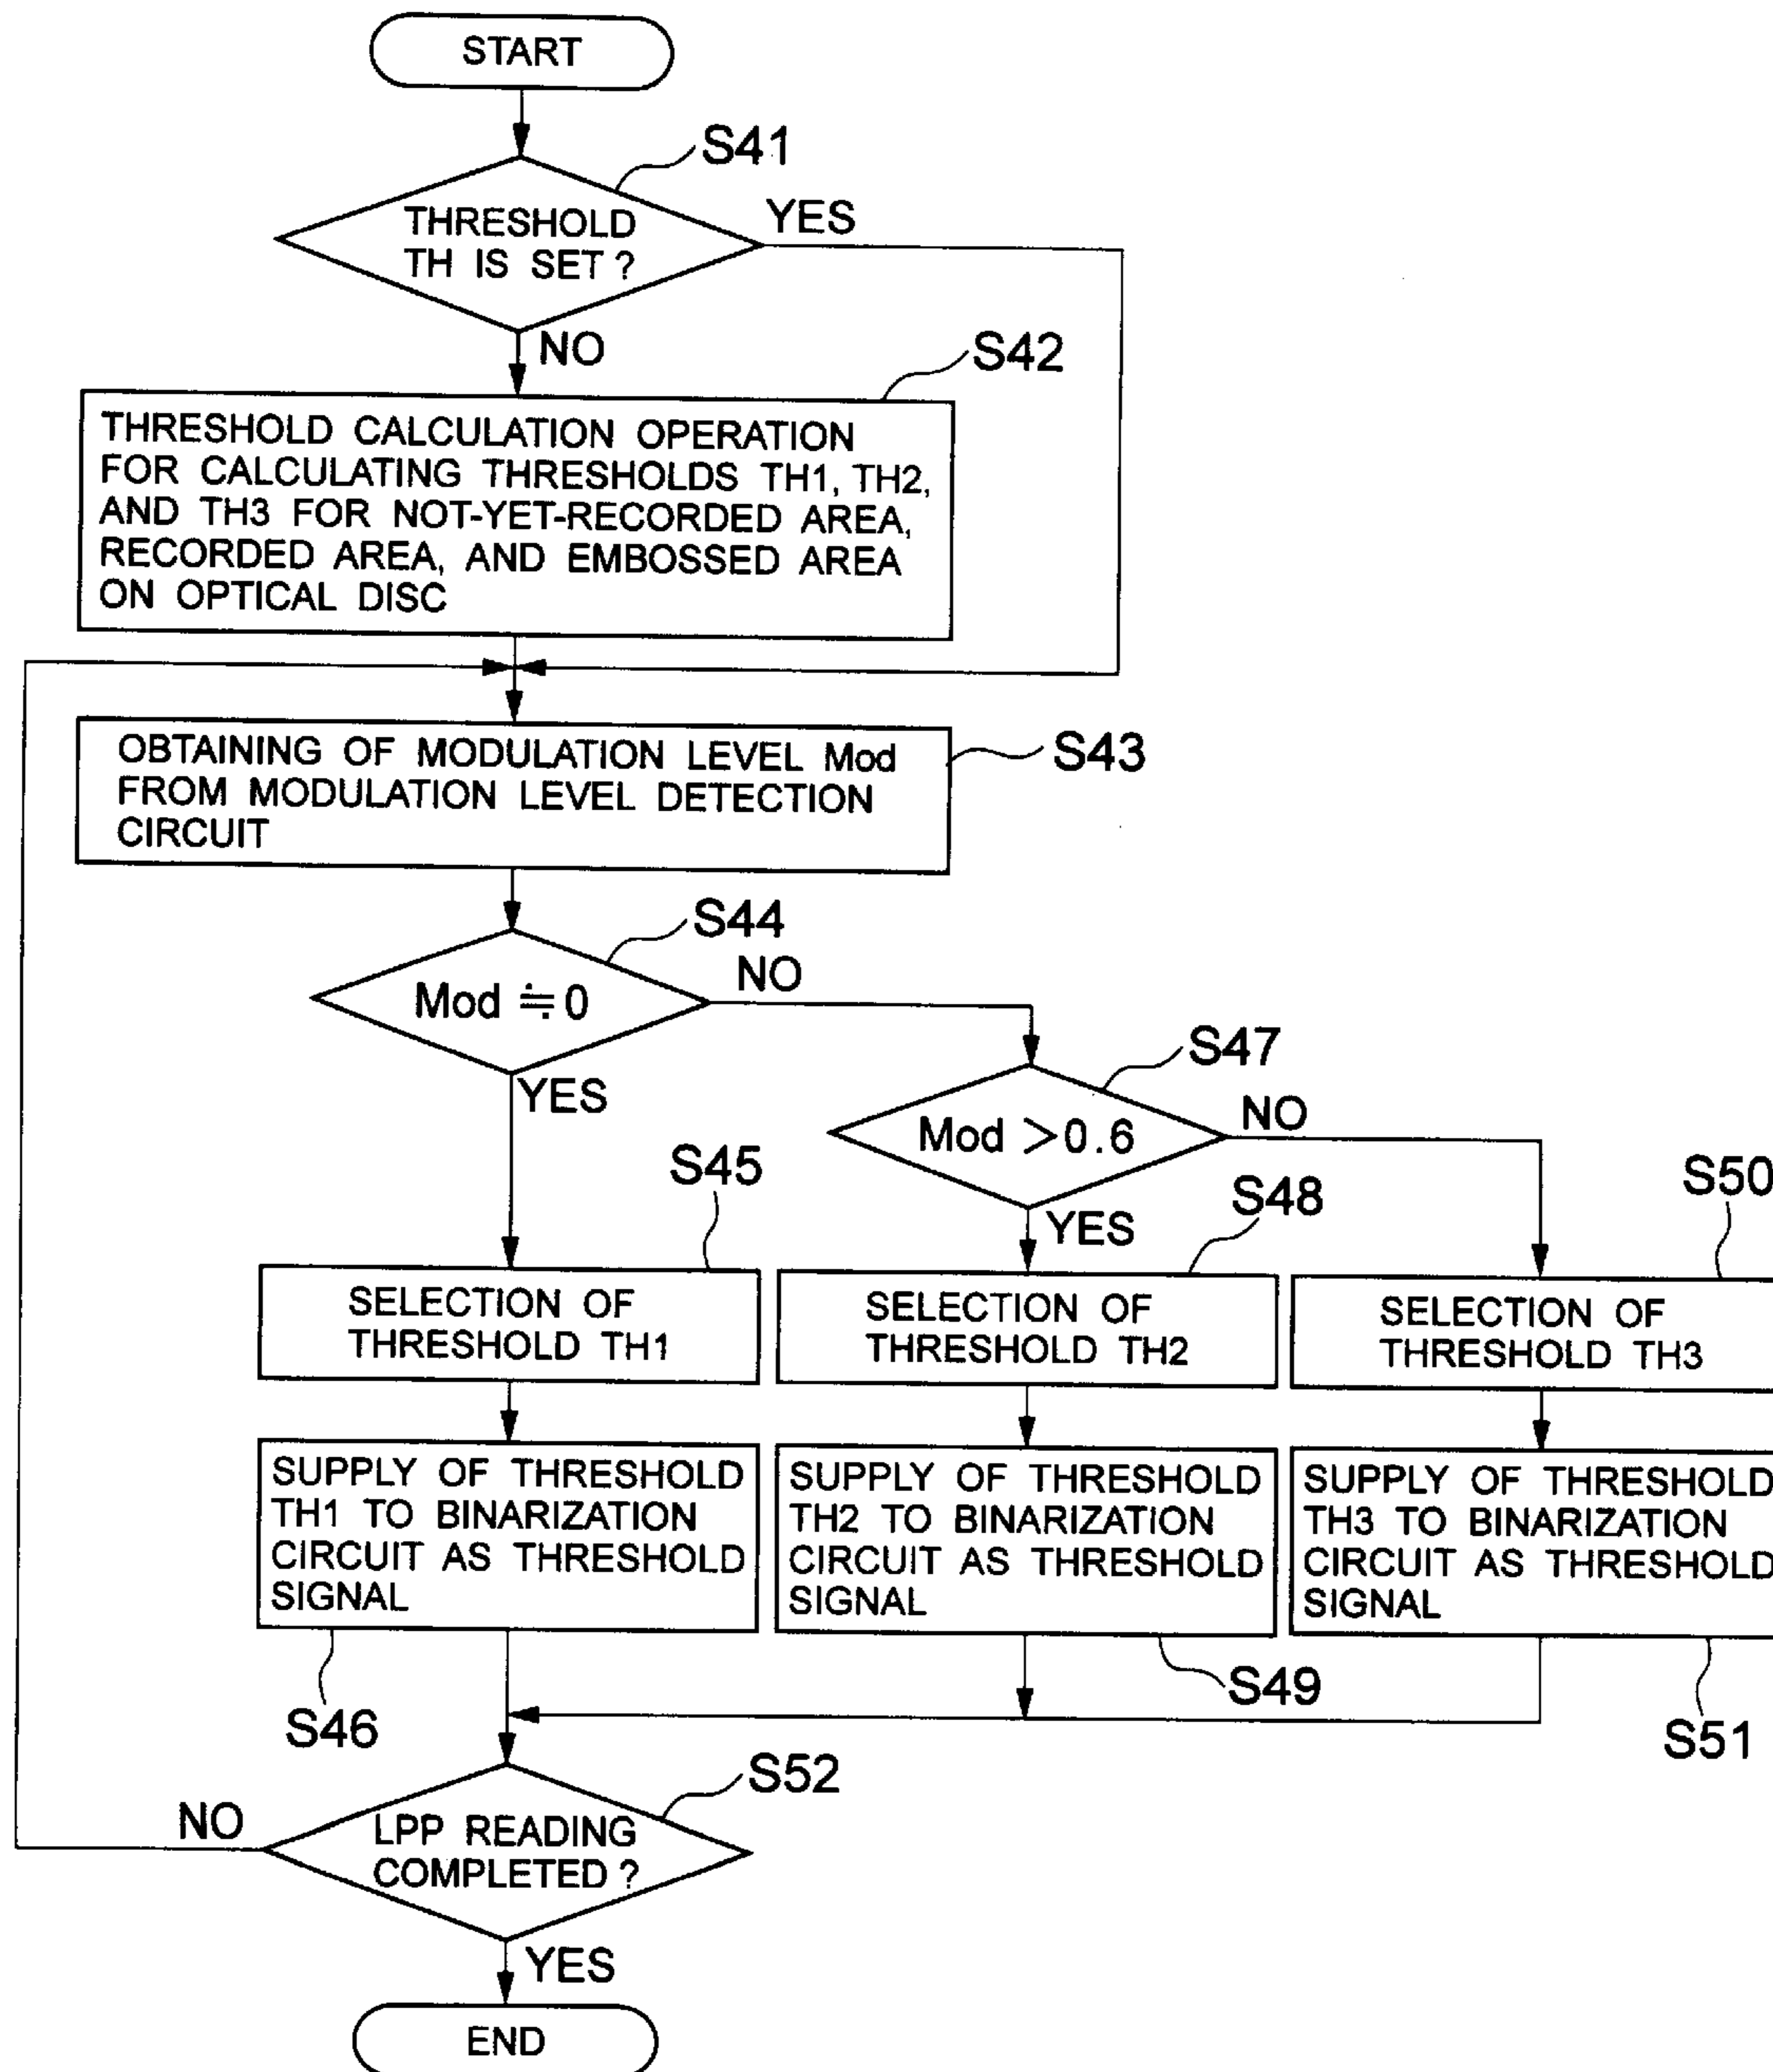 START
S41
THRESHOLD
TH IS SET ?
YES
NO
S42
THRESHOLD CALCULATION OPERATION
FOR CALCULATING THRESHOLDS TH1, TH2,
AND TH3 FOR NOT-YET-RECORDED AREA,
RECORDED AREA, AND EMBOSSED AREA
ON OPTICAL DISC
OBTAINING OF MODULATION LEVEL Mod
FROM MODULATION LEVEL DETECTION
CIRCUIT
S43
S44
Mod ≒ 0
NO
YES
S47
Mod >0.6
NO
YES
S45
S48
S50
SELECTION OF
THRESHOLD TH1
SELECTION OF
THRESHOLD TH2
SELECTION OF
THRESHOLD TH3
SUPPLY OF THRESHOLD
TH1 TO BINARIZATION
CIRCUIT AS THRESHOLD
SIGNAL
SUPPLY OF THRESHOLD
TH2 TO BINARIZATION
CIRCUIT AS THRESHOLD
SIGNAL
SUPPLY OF THRESHOLD
TH3 TO BINARIZATION
CIRCUIT AS THRESHOLD
SIGNAL
S46
S49
S51
S52
LPP READING
COMPLETED ?
NO
YES
END